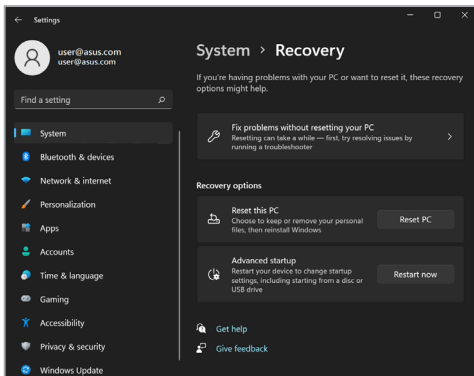 Settings
user@asus.com
user@asus.com
Find a setting
System
Bluetooth & devices
Network & internet
Personalization
Apps
Accounts
Time & language
Gaming
Accessibility
Privacy & security
Windows Update
System > Recovery
If you're having problems with your PC or want to reset it, these recovery
options might help.
Fix problems without resetting your PC
Resetting can take a while — first, try resolving issues by
running a troubleshooter
Recovery options
Reset this PC
Choose to keep or remove your personal
files, then reinstall Windows
Reset PC
Advanced startup
Restart your device to change startup
settings, including starting from a disc or
USB drive
Restart now
Get help
Give feedback